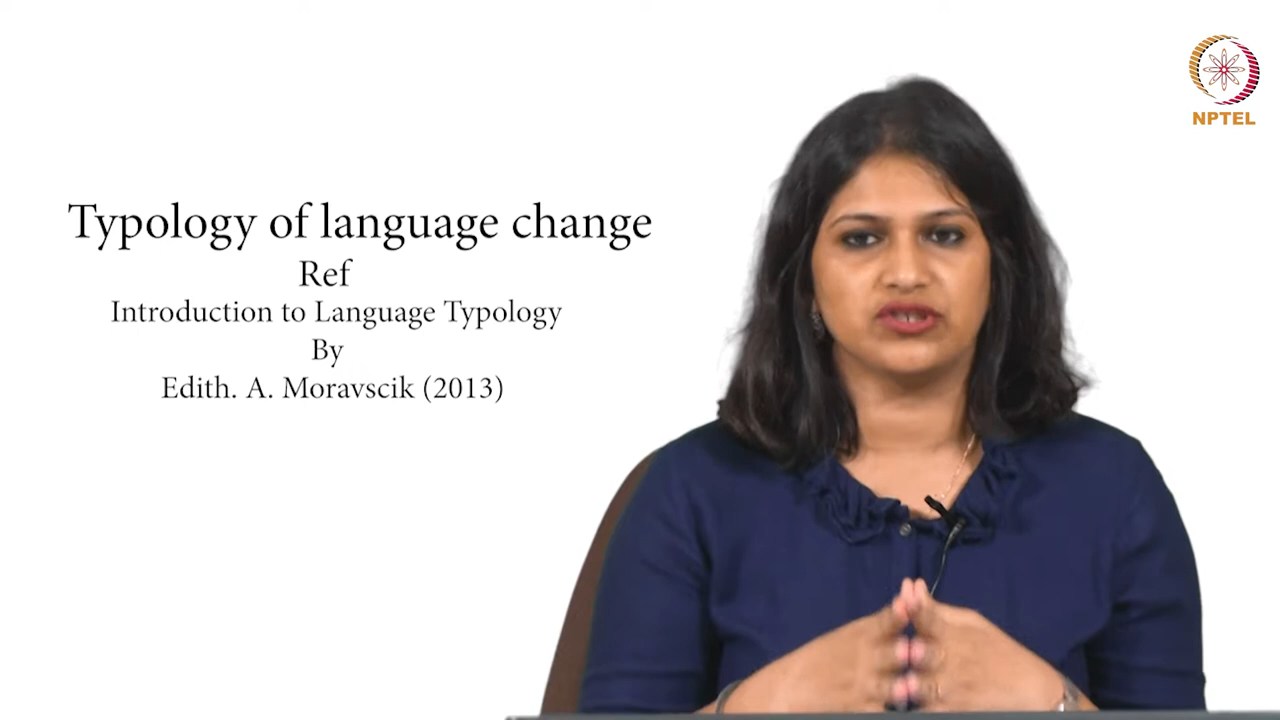 Typology of language change
Ref
Introduction to Language Typology
By
Edith. A. Moravscik (2013)
NPTEL